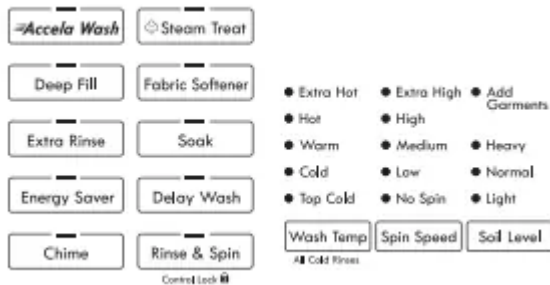 Accela Wash
Steam Treat
Deep Fill
Fabric Softener
Extra Rinse
Soak
Energy Saver
Delay Wash
Chime
Rinse & Spin
Control Lock
Extra Hot
Hot
Warm
Cold
Top Cold
Wash Temp
All Cold Rinses
Extra High
High
Medium
Low
No Spin
Spin Speed
Add
Garments
Heavy
Normal
Light
Soil Level